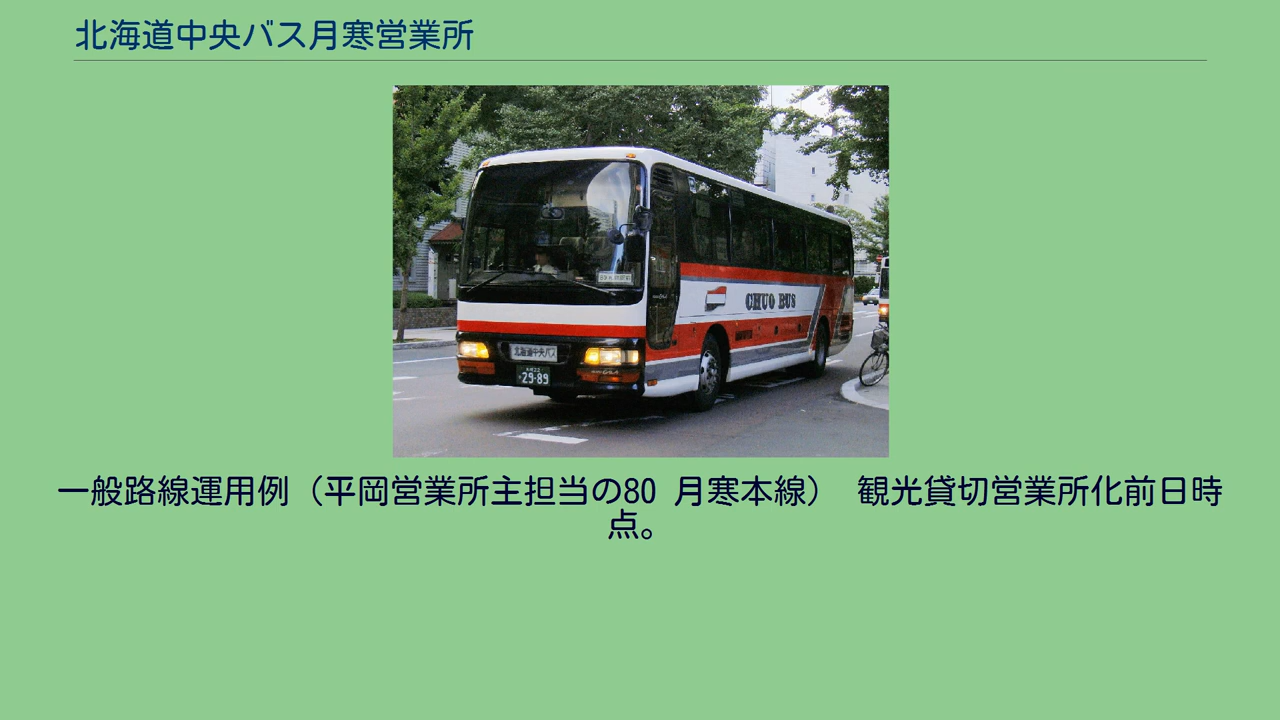 北海道中央バス月寒営業所
CHUO BUS
北海道中央バス
29-89
一般路線運用例（平岡営業所主担当の80 月寒本線） 観光貸切営業所化前日時
点。